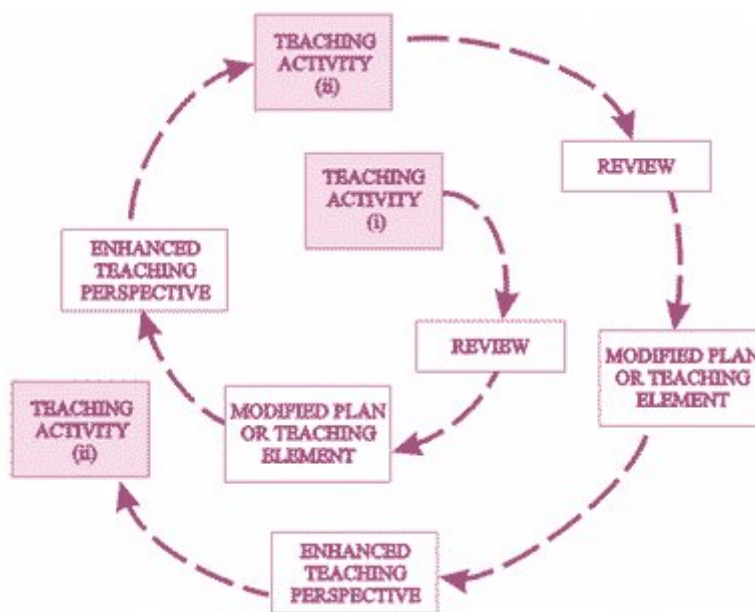 TEACHING
ACTIVITY
(ii)
REVIEW
TEACHING
ACTIVITY
(i)
ENHANCED
TEACHING
PERSPECTIVE
REVIEW
MODIFIED PLAN
OR TEACHING
ELEMENT
TEACHING
ACTIVITY
(ii)
MODIFIED PLAN
OR TEACHING
ELEMENT
ENHANCED
TEACHING
PERSPECTIVE